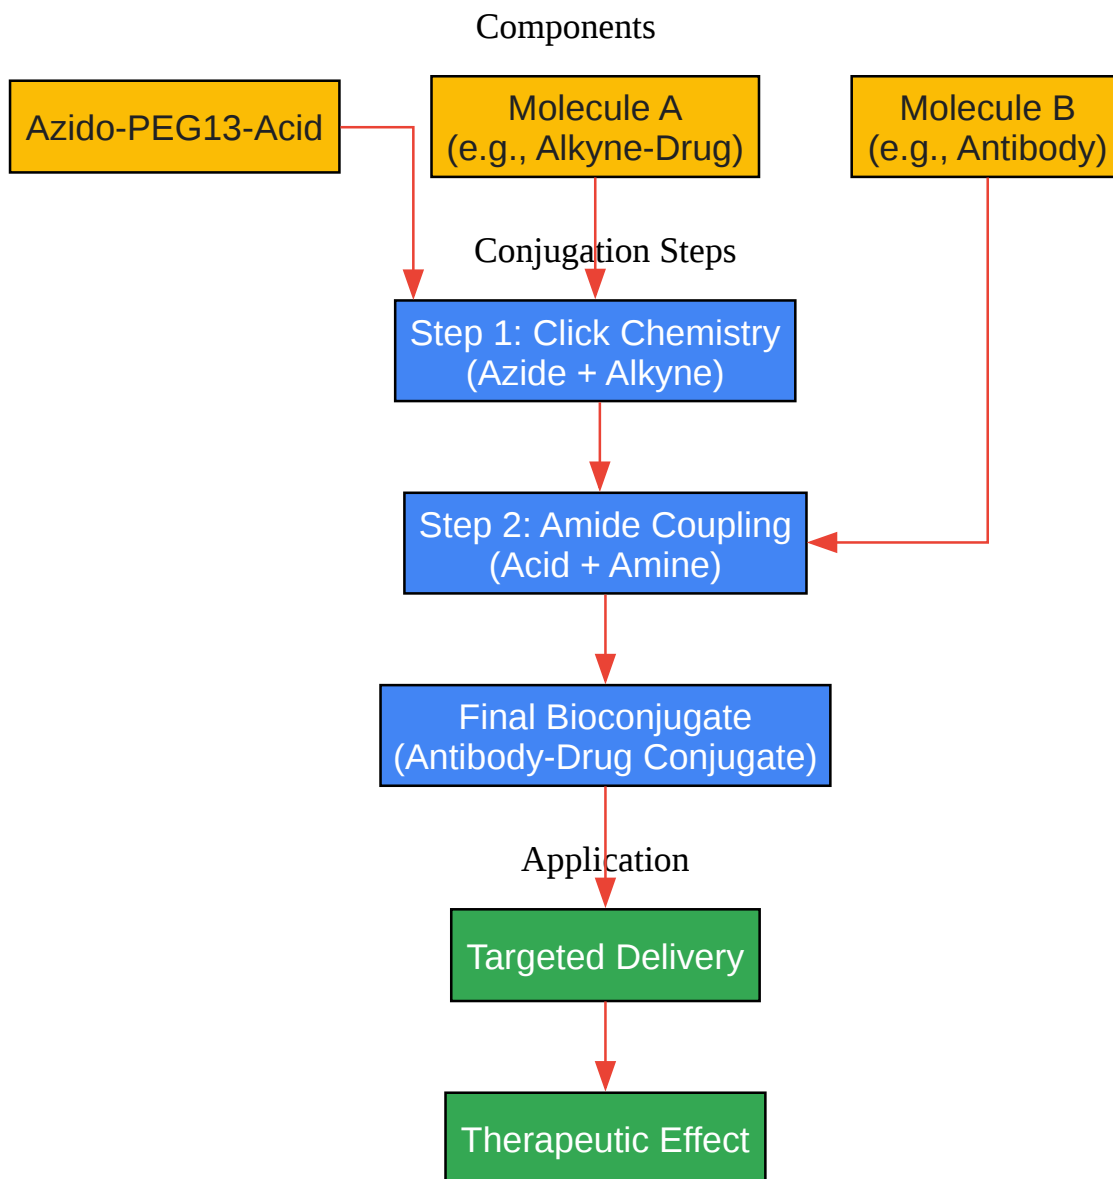 Components
Azido-PEG13-Acid
Molecule A
(e.g., Alkyne-Drug)
Molecule B
(e.g., Antibody)
Conjugation Steps
Step 1: Click Chemistry
(Azide + Alkyne)
Step 2: Amide Coupling
(Acid + Amine)
Final Bioconjugate
(Antibody-Drug Conjugate)
Application
Targeted Delivery
Therapeutic Effect